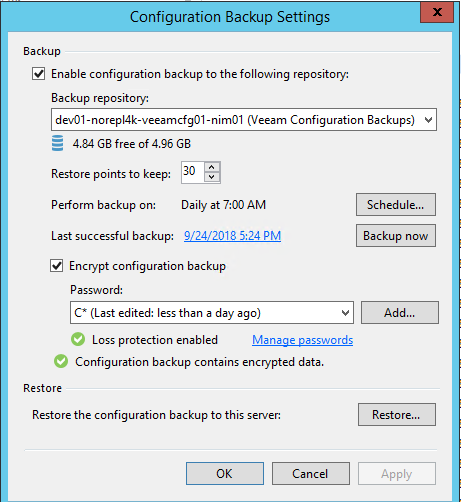 Configuration Backup Settings
x
Backup
Enable configuration backup to the following repository:
Backup repository:
dev01-norepl4k-veeamcfg01-nim01 (Veeam Configuration Backups)
4.84 GB free of 4.96 GB
Restore points to keep: 30
Perform backup on: Daily at 7:00 AM Schedule...
Last successful backup: 9/24/2018 5:24 PM Backup now
Encrypt configuration backup
Password:
C* (Last edited: less than a day ago) Add...
Loss protection enabled Manage passwords
Configuration backup contains encrypted data.
Restore
Restore the configuration backup to this server: Restore...
OK Cancel Apply